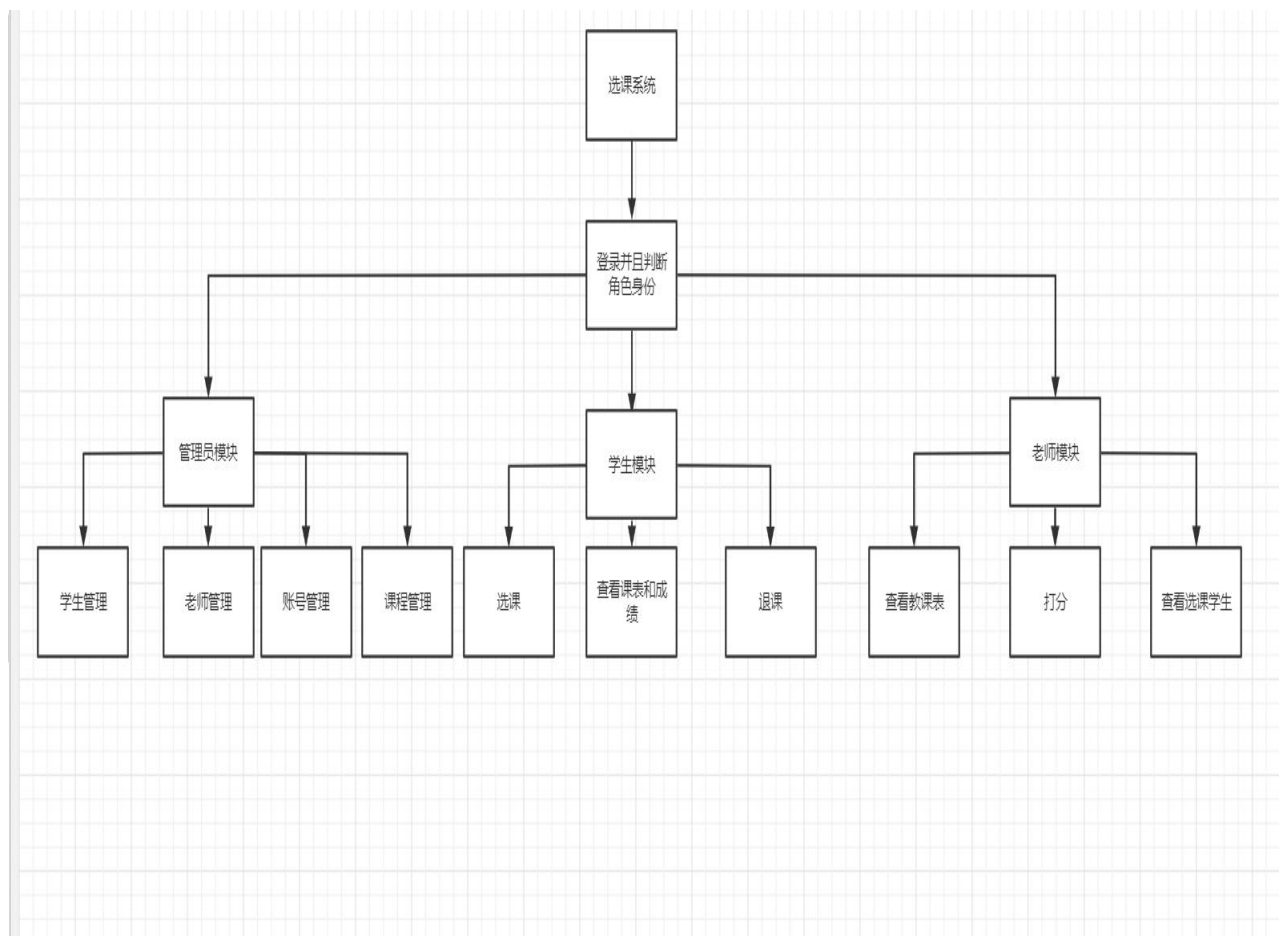 选课系统
登录并且判断
角色身份
管理员模块
学生模块
老师模块
学生管理
老师管理
账号管理
课程管理
选课
查看课表和成
绩
退课
查看教课表
打分
查看选课学生